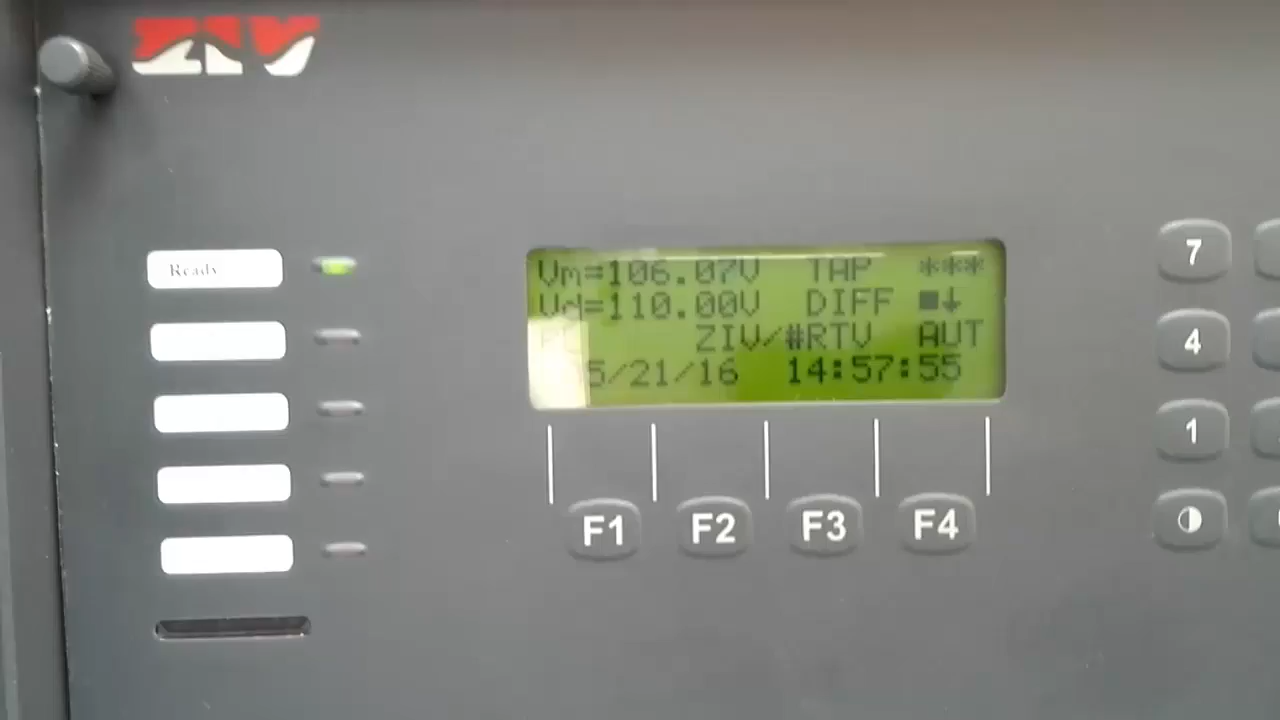 ZIV
Ready
Vm=106.07V TAP ***
Vd=110.00V DIFF ■↓
ZIV/#RTV AUT
5/21/16 14:57:55
F1 F2 F3 F4
7
4
1